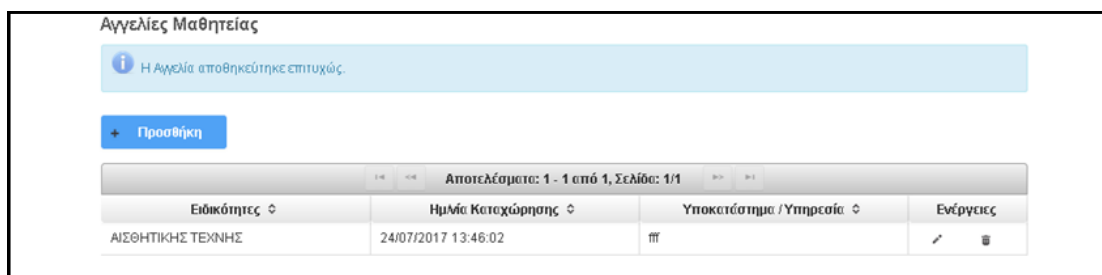 Αγγελίες Μαθητείας
Η Αγγελία αποθηκεύτηκε επιτυχώς.
+ Προσθήκη
Αποτελέσματα: 1 - 1 από 1, Σελίδα: 1/1
Ειδικότητες Ημ/νία Καταχώρησης Υποκατάστημα / Υπηρεσία Ενέργειες
ΑΙΣΘΗΤΙΚΗΣ ΤΕΧΝΗΣ 24/07/2017 13:46:02 fff